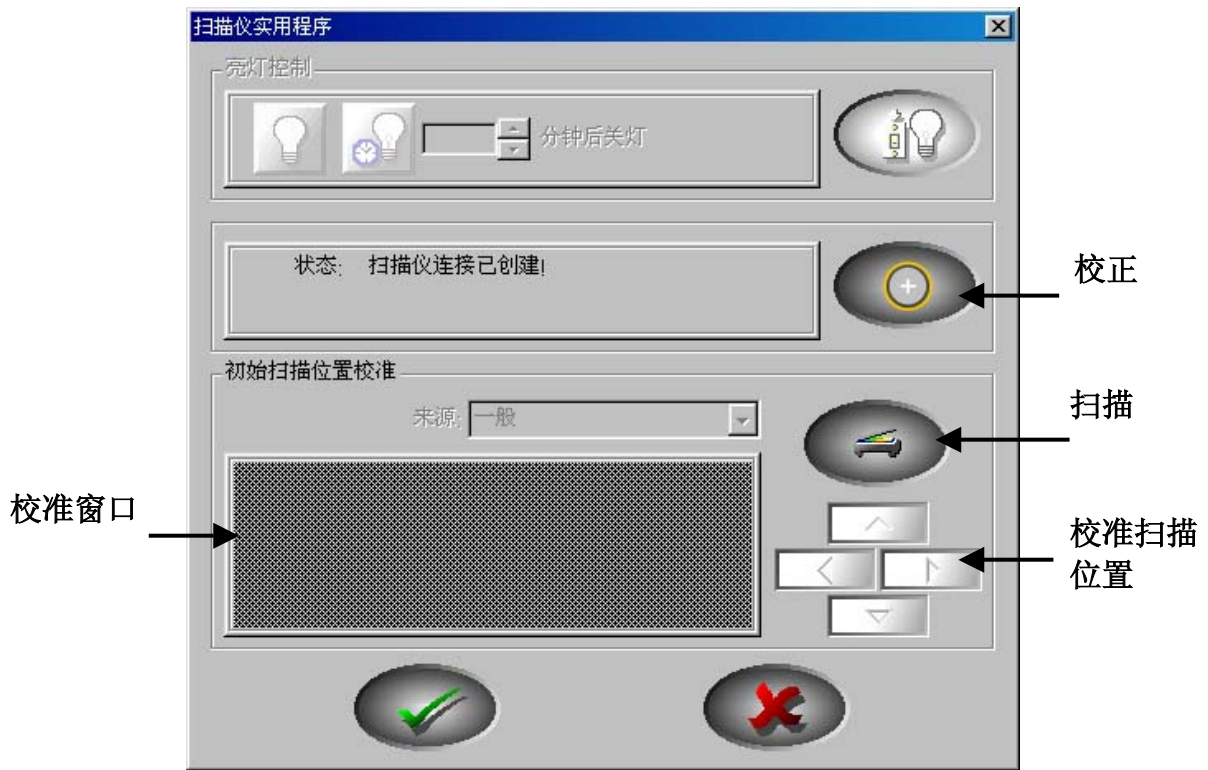 扫描仪实用程序
亮灯控制
分钟后关灯
状态: 扫描仪连接已创建!
校正
初始扫描位置校准
来源: 一般
扫描
校准窗口
校准扫描
位置